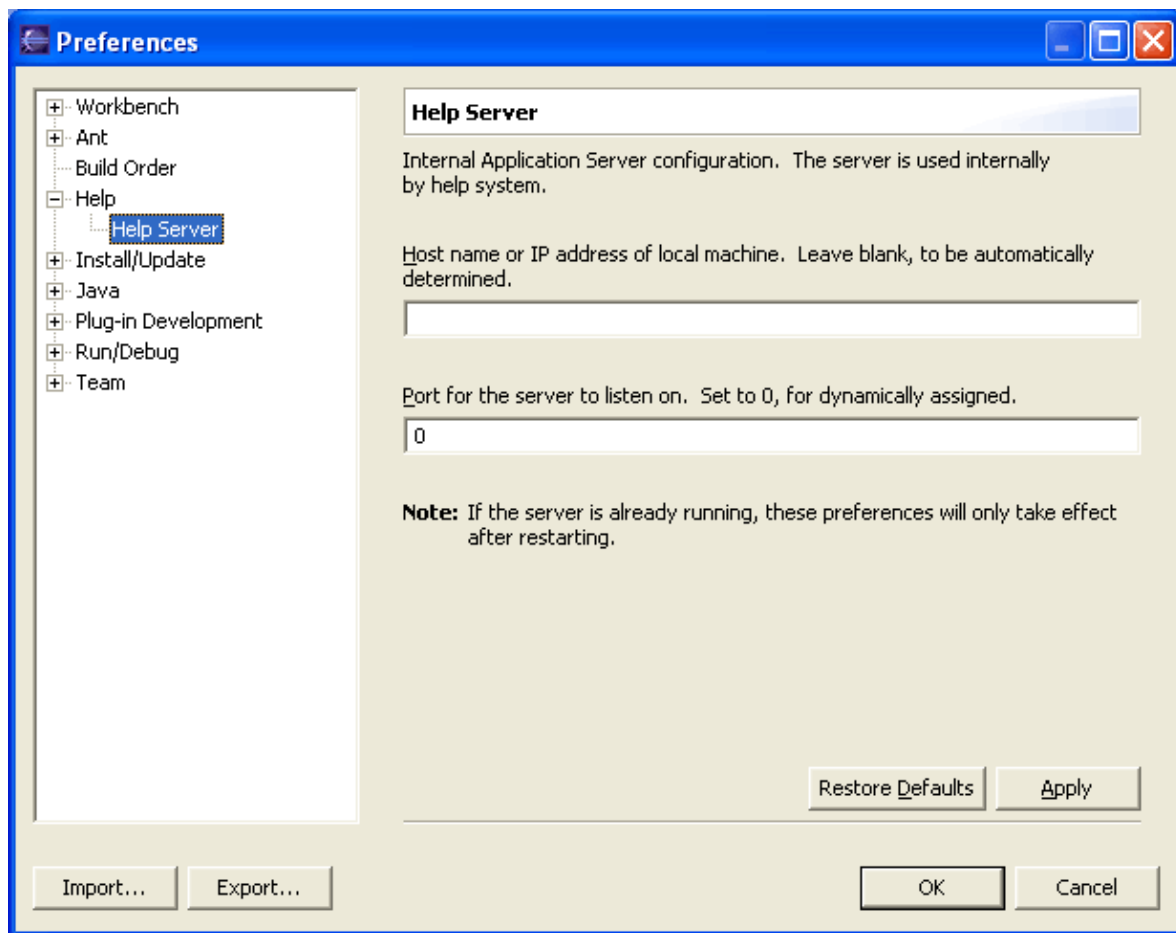 Preferences
Workbench
Ant
Build Order
Help
Help Server
Install/Update
Java
Plug-in Development
Run/Debug
Team
Help Server
Internal Application Server configuration.  The server is used internally
by help system.
Host name or IP address of local machine.  Leave blank, to be automatically
determined.
Port for the server to listen on.  Set to 0, for dynamically assigned.
0
Note: If the server is already running, these preferences will only take effect
after restarting.
Restore Defaults
Apply
Import...
Export...
OK
Cancel